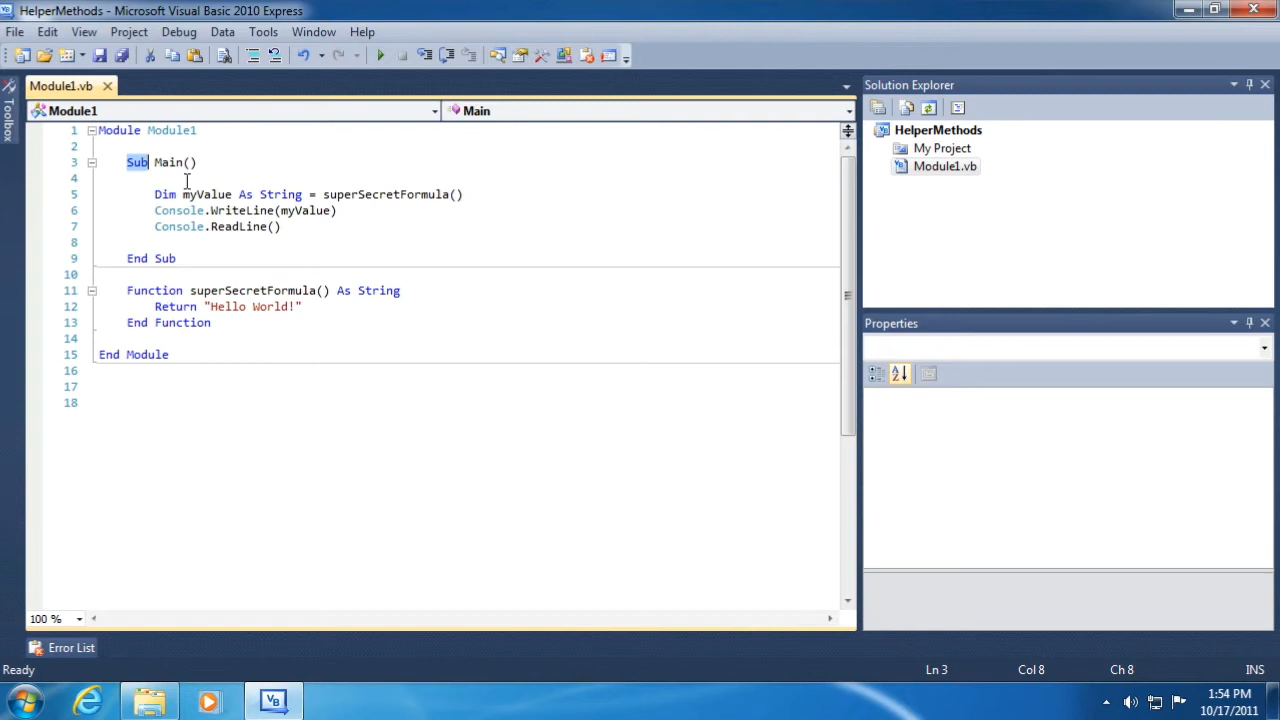 HelperMethods - Microsoft Visual Basic 2010 Express
File Edit View Project Debug Data Tools Window Help
Module1.vb
Toolbox
Module1
Main
1 Module Module1
2
3 Sub Main()
4
5 Dim myValue As String = superSecretFormula()
6 Console.WriteLine(myValue)
7 Console.ReadLine()
8
9 End Sub
10
11 Function superSecretFormula() As String
12 Return "Hello World!"
13 End Function
14
15 End Module
16
17
18
100 %
Solution Explorer
HelperMethods
My Project
Module1.vb
Properties
Error List
Ready Ln 3 Col 8 Ch 8 INS
VB
1:54 PM
10/17/2011